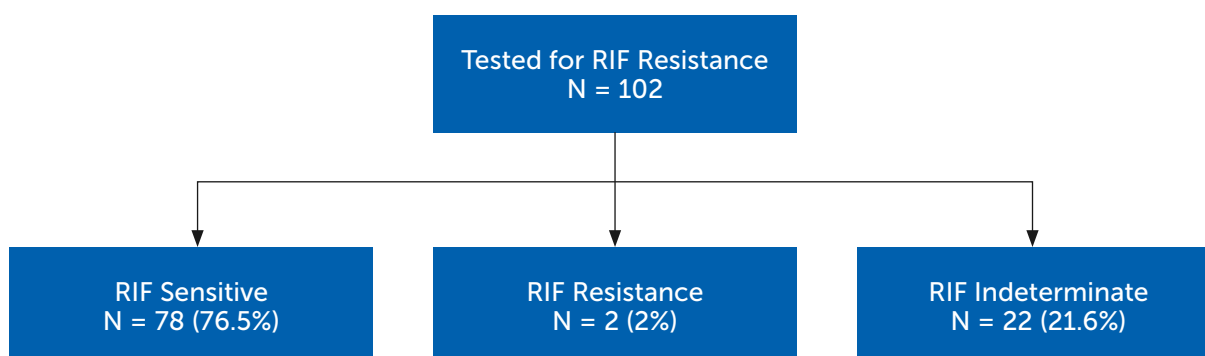 Tested for RIF Resistance
N = 102
RIF Sensitive
N = 78 (76.5%)
RIF Resistance
N = 2 (2%)
RIF Indeterminate
N = 22 (21.6%)